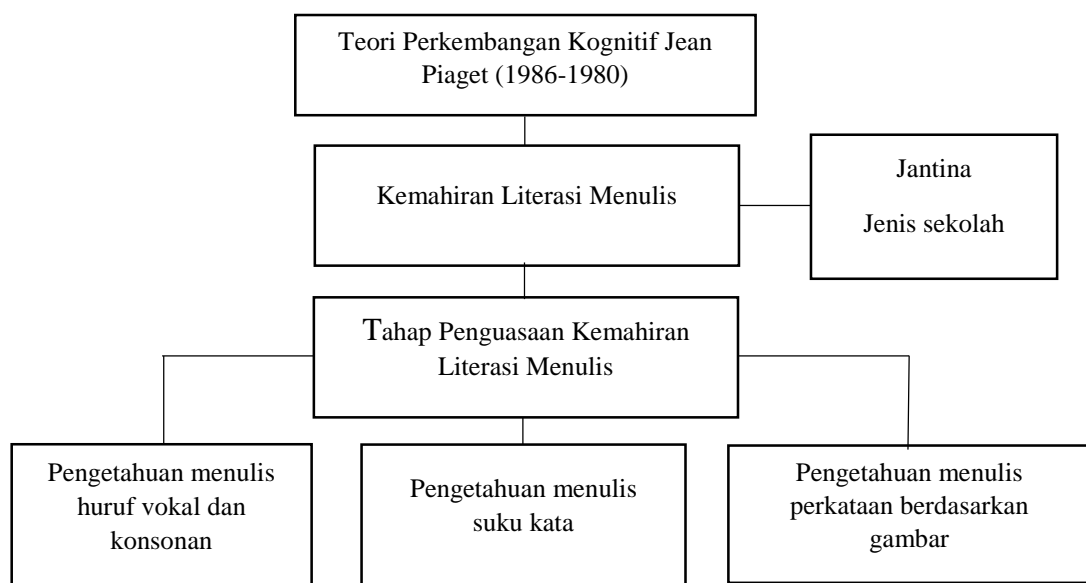 Teori Perkembangan Kognitif Jean
Piaget (1986-1980)
Kemahiran Literasi Menulis
Jantina
Jenis sekolah
Tahap Penguasaan Kemahiran
Literasi Menulis
Pengetahuan menulis
huruf vokal dan
konsonan
Pengetahuan menulis
suku kata
Pengetahuan menulis
perkataan berdasarkan
gambar